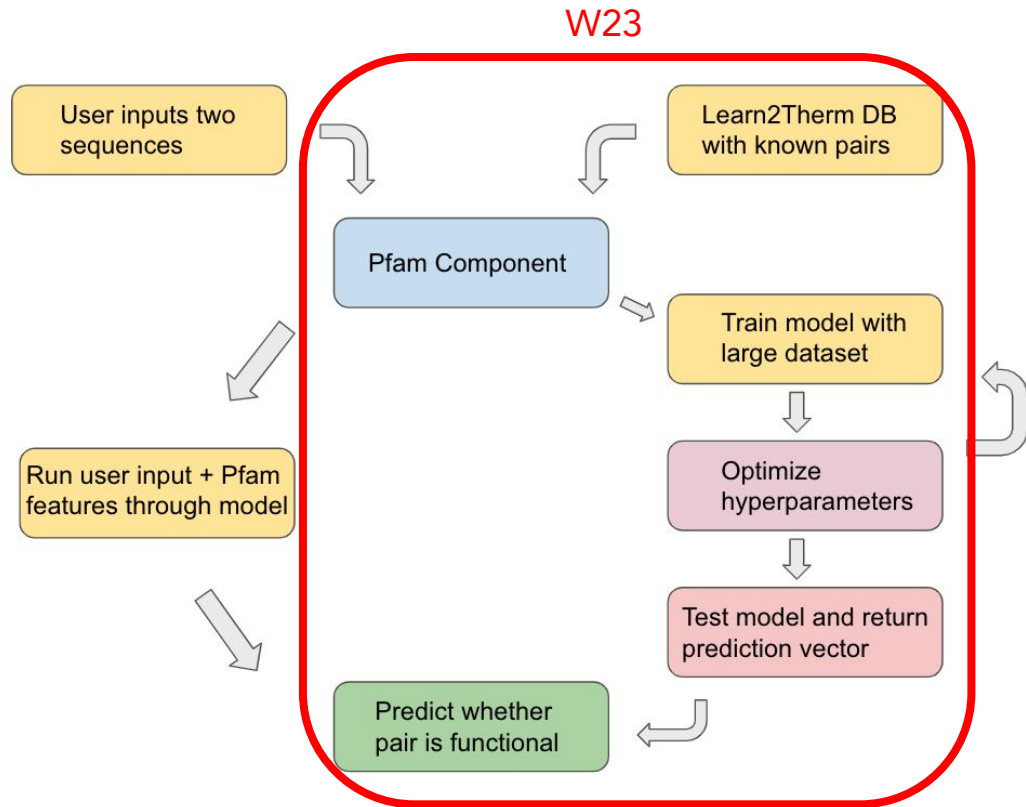 W23
User inputs two
sequences
Learn2Therm DB
with known pairs
Pfam Component
Train model with
large dataset
Run user input + Pfam
features through model
Optimize
hyperparameters
Test model and return
prediction vector
Predict whether
pair is functional